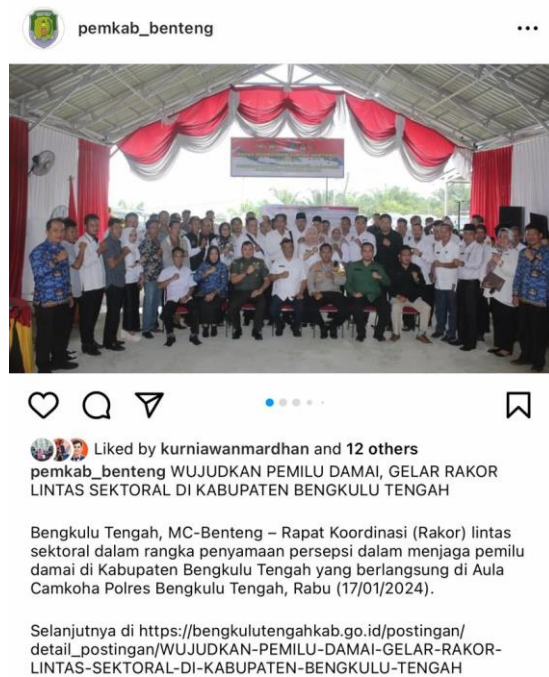 pemkab_benteng
Liked by kurniawanmardhan and 12 others
pemkab_benteng WUJUDKAN PEMILU DAMAI, GELAR RAKOR
LINTAS SEKTORAL DI KABUPATEN BENGKULU TENGAH
Bengkulu Tengah, MC-Benteng – Rapat Koordinasi (Rakor) lintas
sektoral dalam rangka penyamaan persepsi dalam menjaga pemilu
damai di Kabupaten Bengkulu Tengah yang berlangsung di Aula
Camkoha Polres Bengkulu Tengah, Rabu (17/01/2024).
Selanjutnya di https://bengkulutengahkab.go.id/postingan/
detail_postingan/WUJUDKAN-PEMILU-DAMAI-GELAR-RAKOR-
LINTAS-SEKTORAL-DI-KABUPATEN-BENGKULU-TENGAH